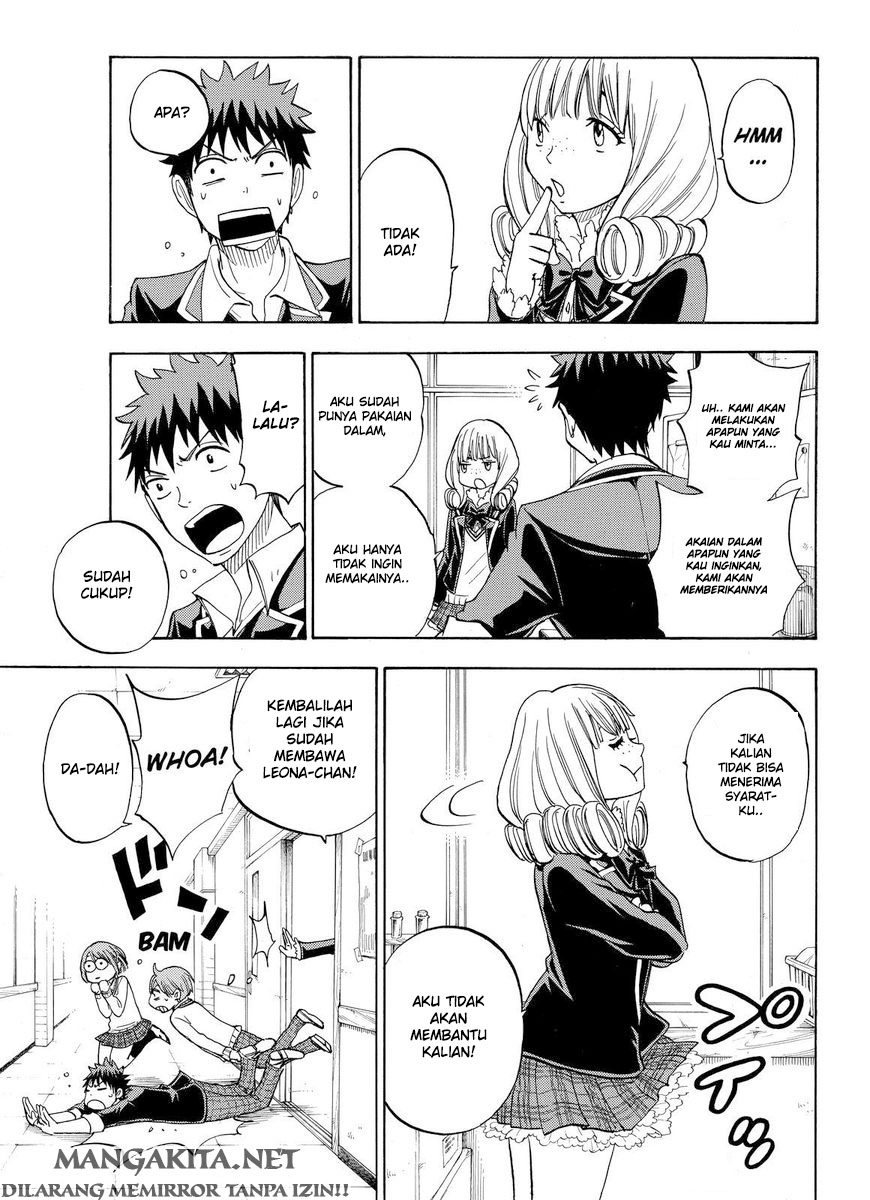 HMM
...
TIDAK
ADA!
APA?
UH.. KAMI AKAN
MELAKUKAN
APAPUN YANG
KAU MINTA...
AKAIAN DALAM
APAPUN YANG
KAU INGINKAN,
KAMI AKAN
MEMBERIKANNYA
AKU SUDAH
PUNYA PAKAIAN
DALAM,
AKU HANYA
TIDAK INGIN
MEMAKAINYA..
LA-
LALU?
SUDAH
CUKUP!
JIKA
KALIAN
TIDAK BISA
MENERIMA
SYARAT-
KU..
AKU TIDAK
AKAN
MEMBANTU
KALIAN!
プイッ
KEMBALILAH
LAGI JIKA
SUDAH
MEMBAWA
LEONA-CHAN!
WHOA!
DA-DAH!
ドン
BAM
MANGAKITA.NET
DILARANG MEMIRROR TANPA IZIN!!